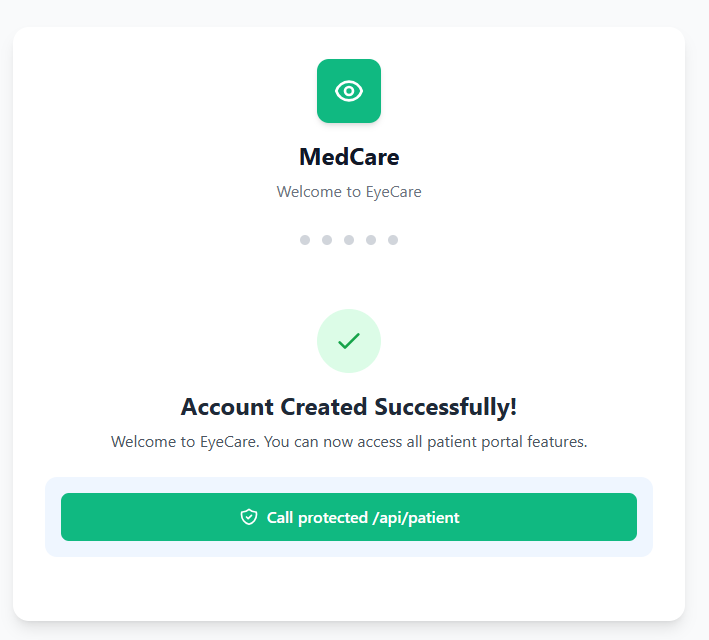 MedCare
Welcome to EyeCare
Account Created Successfully!
Welcome to EyeCare. You can now access all patient portal features.
Call protected /api/patient